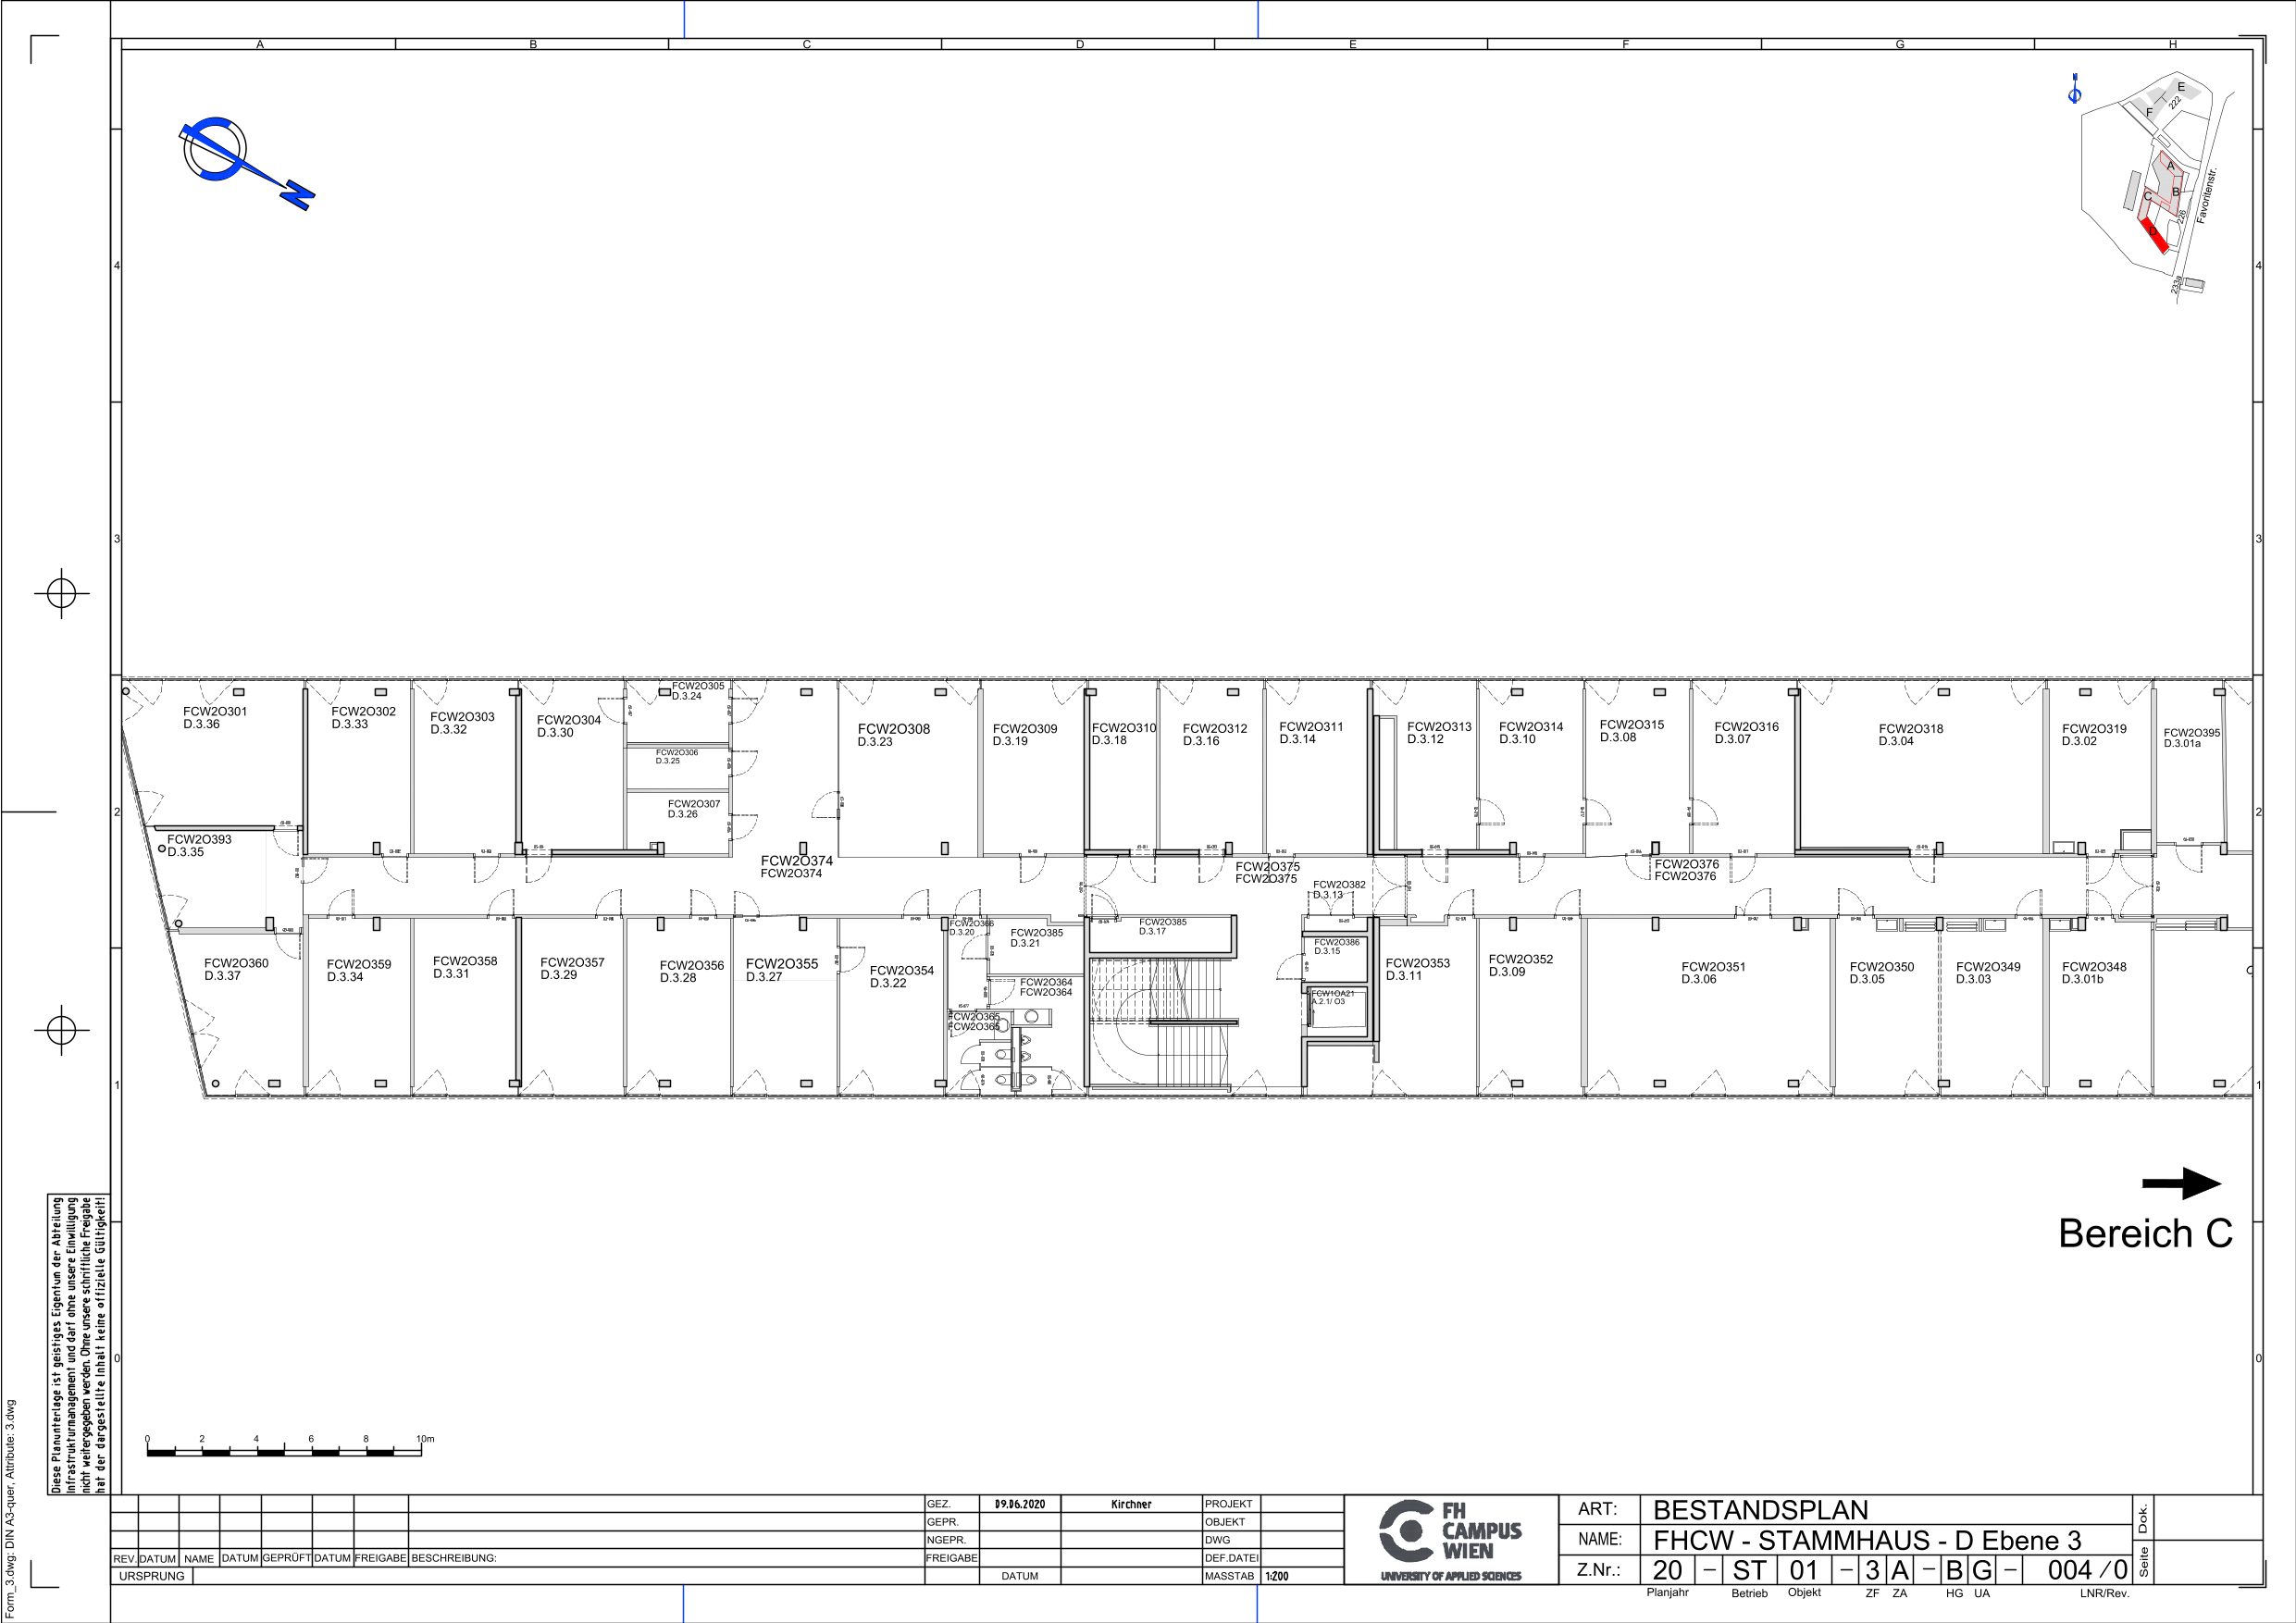 A B C D E F G H
N
E
F
222
A
B
C
226
D
Favoritenstr.
233a
4 4
3 3
2 2
1 1
0 0
FCW2O301
D.3.36
FCW2O302
D.3.33
FCW2O303
D.3.32
FCW2O304
D.3.30
FCW2O305
D.3.24
FCW2O306
D.3.25
FCW2O307
D.3.26
FCW2O308
D.3.23
FCW2O309
D.3.19
FCW2O310
D.3.18
FCW2O312
D.3.16
FCW2O311
D.3.14
FCW2O313
D.3.12
FCW2O314
D.3.10
FCW2O315
D.3.08
FCW2O316
D.3.07
FCW2O318
D.3.04
FCW2O319
D.3.02
FCW2O395
D.3.01a
FCW2O393
D.3.35
FCW2O374
FCW2O374
FCW2O375
FCW2O375
FCW2O382
D.3.13
FCW2O376
FCW2O376
FCW2O360
D.3.37
FCW2O359
D.3.34
FCW2O358
D.3.31
FCW2O357
D.3.29
FCW2O356
D.3.28
FCW2O355
D.3.27
FCW2O354
D.3.22
FCW2O366
D.3.20
FCW2O385
D.3.21
FCW2O364
FCW2O364
FCW2O365
FCW2O365
FCW2O385
D.3.17
FCW2O386
D.3.15
FCW1OA21
A.2.1/ O3
FCW2O353
D.3.11
FCW2O352
D.3.09
FCW2O351
D.3.06
FCW2O350
D.3.05
FCW2O349
D.3.03
FCW2O348
D.3.01b
Bereich C
Diese Planunterlage ist geistiges Eigentum der Abteilung
Infrastrukturmanagement und darf ohne unsere Einwilligung
nicht weitergegeben werden. Ohne unsere schriftliche Freigabe
hat der dargestellte Inhalt keine offizielle Gültigkeit!
Form_3.dwg: DIN A3-quer, Attribute: 3.dwg
0 2 4 6 8 10m
REV. DATUM NAME DATUM GEPRÜFT DATUM FREIGABE BESCHREIBUNG:
URSPRUNG
GEZ. 09.06.2020 Kirchner
GEPR.
NGEPR.
FREIGABE
DATUM
PROJEKT
OBJEKT
DWG
DEF.DATEI
MASSTAB 1:200
FH
CAMPUS
WIEN
UNIVERSITY OF APPLIED SCIENCES
ART: BESTANDSPLAN
NAME: FHCW - STAMMHAUS - D Ebene 3
Z.Nr.: 20 – ST 01 – 3 A – B G – 004 / 0
Planjahr Betrieb Objekt ZF ZA HG UA LNR/Rev.
Dok.
Seite